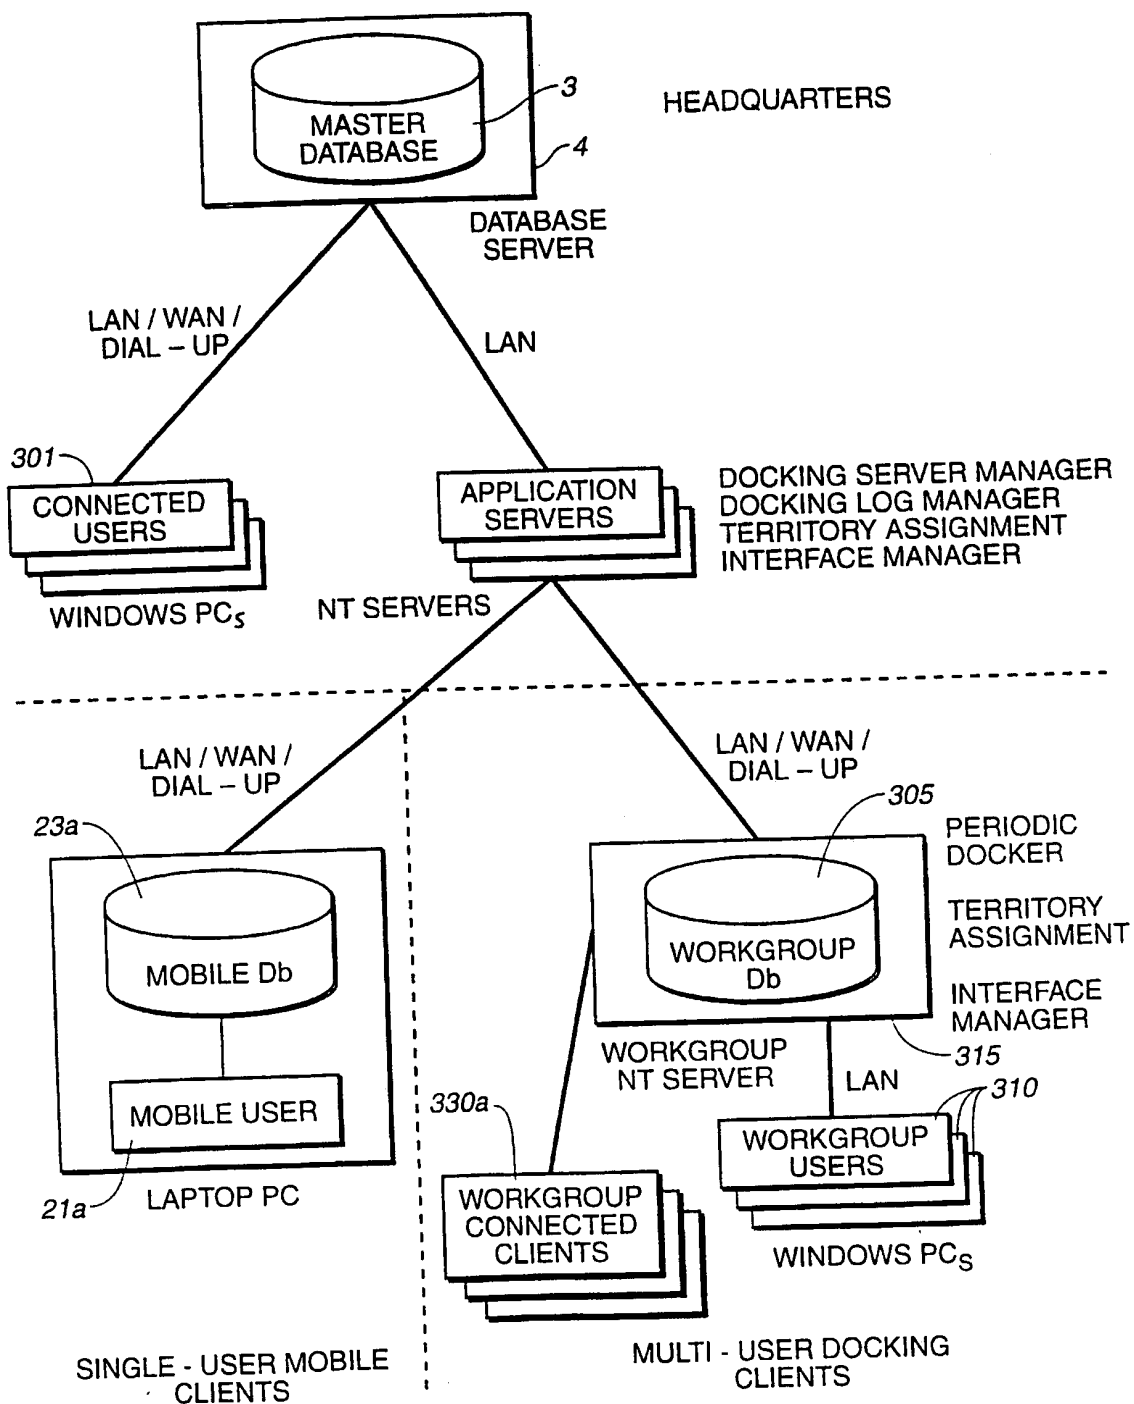 3
HEADQUARTERS
MASTER
DATABASE
4
DATABASE
SERVER
LAN / WAN /
DIAL – UP
LAN
301
CONNECTED
USERS
WINDOWS PCS
APPLICATION
SERVERS
NT SERVERS
DOCKING SERVER MANAGER
DOCKING LOG MANAGER
TERRITORY ASSIGNMENT
INTERFACE MANAGER
LAN / WAN /
DIAL – UP
LAN / WAN /
DIAL – UP
23a
MOBILE Db
MOBILE USER
21a
LAPTOP PC
305
WORKGROUP
Db
PERIODIC
DOCKER
TERRITORY
ASSIGNMENT
INTERFACE
MANAGER
315
WORKGROUP
NT SERVER
LAN
330a
310
WORKGROUP
USERS
WORKGROUP
CONNECTED
CLIENTS
WINDOWS PCS
SINGLE - USER MOBILE
CLIENTS
MULTI - USER DOCKING
CLIENTS